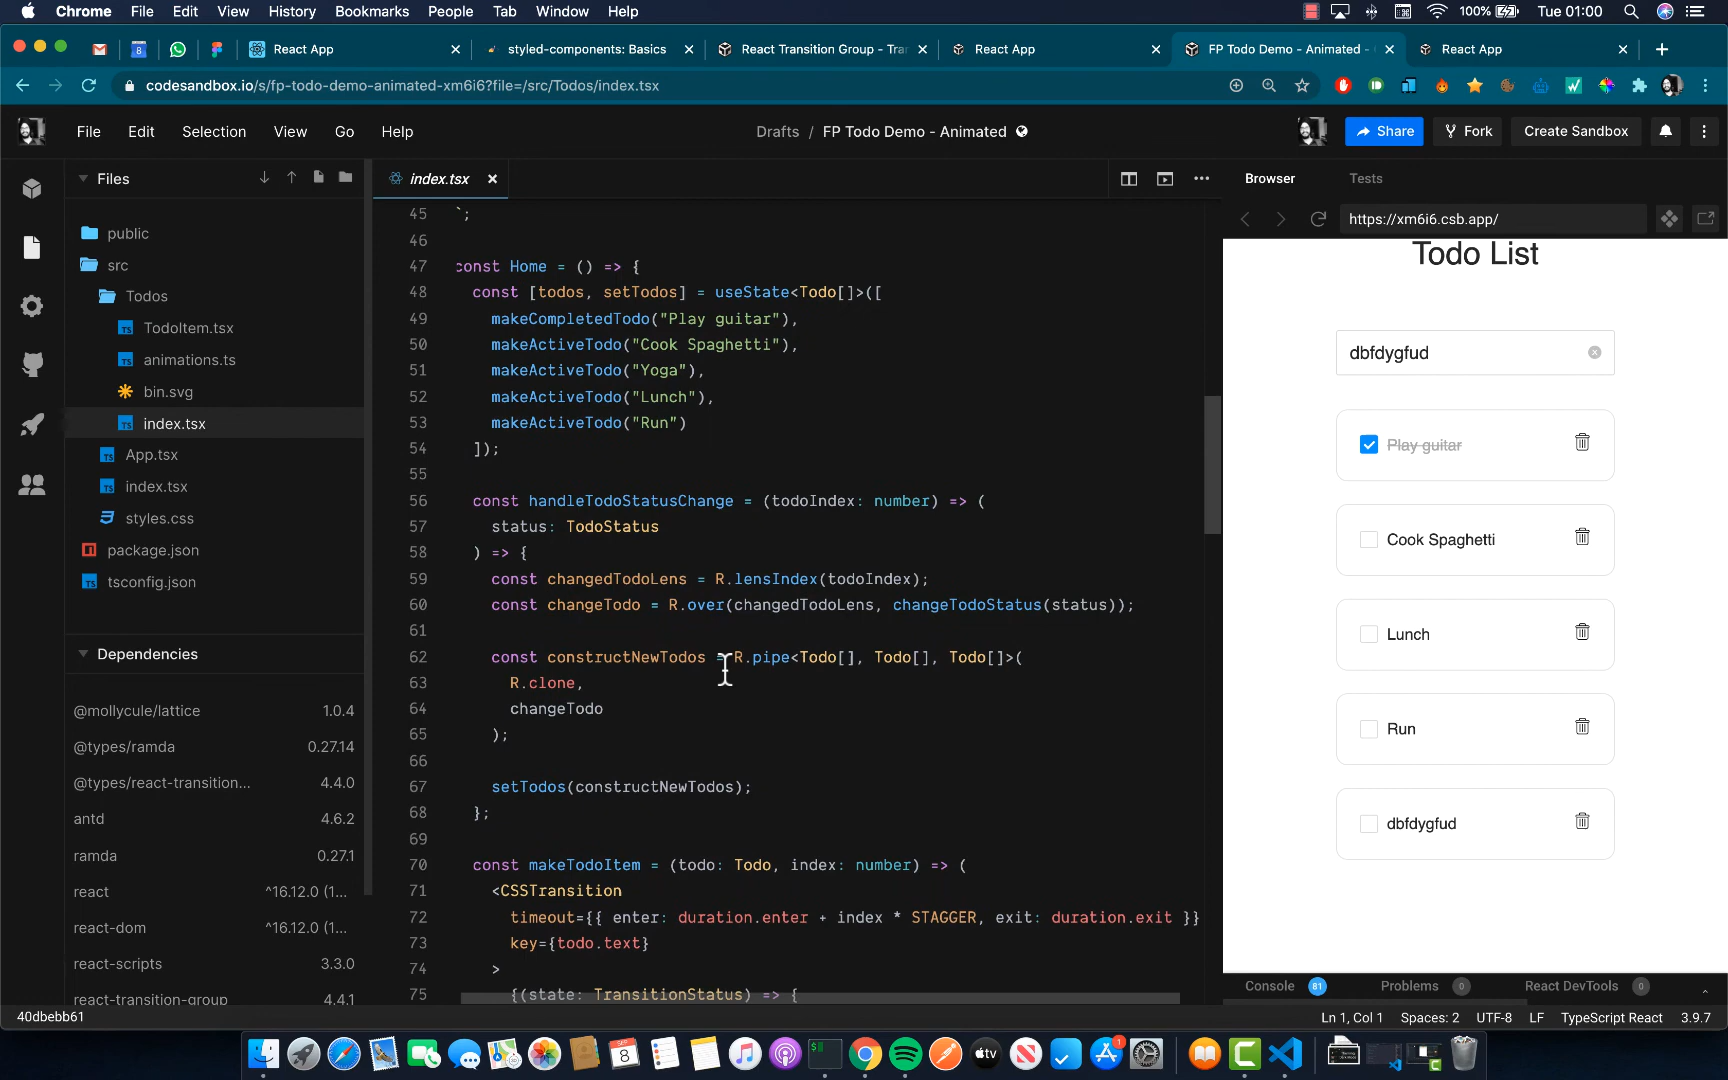 Chrome File Edit View History Bookmarks People Tab Window Help 100% Tue 01:00
React App styled-components: Basics React Transition Group - Tran React App FP Todo Demo - Animated - React App
codesandbox.io/s/fp-todo-demo-animated-xm6i6?file=/src/Todos/index.tsx
File Edit Selection View Go Help Drafts / FP Todo Demo - Animated Share Fork Create Sandbox
Files
index.tsx
Browser Tests
https://xm6i6.csb.app/
public
src
Todos
TodoItem.tsx
animations.ts
bin.svg
index.tsx
App.tsx
index.tsx
styles.css
package.json
tsconfig.json
Dependencies
@mollycule/lattice 1.0.4
@types/ramda 0.27.14
@types/react-transition... 4.4.0
antd 4.6.2
ramda 0.27.1
react ^16.12.0 (1...
react-dom ^16.12.0 (1...
react-scripts 3.3.0
react-transition-group 4.4.1
45 `;
46
47 const Home = () => {
48 const [todos, setTodos] = useState<Todo[]>([
49 makeCompletedTodo("Play guitar"),
50 makeActiveTodo("Cook Spaghetti"),
51 makeActiveTodo("Yoga"),
52 makeActiveTodo("Lunch"),
53 makeActiveTodo("Run")
54 ]);
55
56 const handleTodoStatusChange = (todoIndex: number) => (
57 status: TodoStatus
58 ) => {
59 const changedTodoLens = R.lensIndex(todoIndex);
60 const changeTodo = R.over(changedTodoLens, changeTodoStatus(status));
61
62 const constructNewTodos = R.pipe<Todo[], Todo[], Todo[]>(
63 R.clone,
64 changeTodo
65 );
66
67 setTodos(constructNewTodos);
68 };
69
70 const makeTodoItem = (todo: Todo, index: number) => (
71 <CSSTransition
72 timeout={{ enter: duration.enter + index * STAGGER, exit: duration.exit }}
73 key={todo.text}
74 >
75 {(state: TransitionStatus) => {
Todo List
dbfdygfud
Play guitar
Cook Spaghetti
Lunch
Run
dbfdygfud
Console 81 Problems 0 React DevTools 0
40dbebb61 Ln 1, Col 1 Spaces: 2 UTF-8 LF TypeScript React 3.9.7